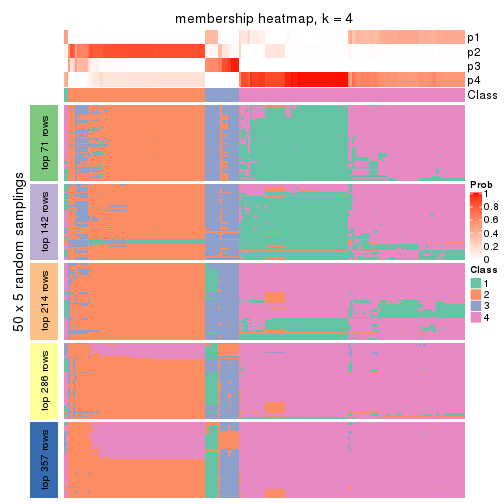 membership heatmap, k = 4
p1
p2
p3
p4
Class
50 x 5 random samplings
top 71 rows
top 142 rows
top 214 rows
top 286 rows
top 357 rows
Prob
1
0.8
0.6
0.4
0.2
0
Class
1
2
3
4